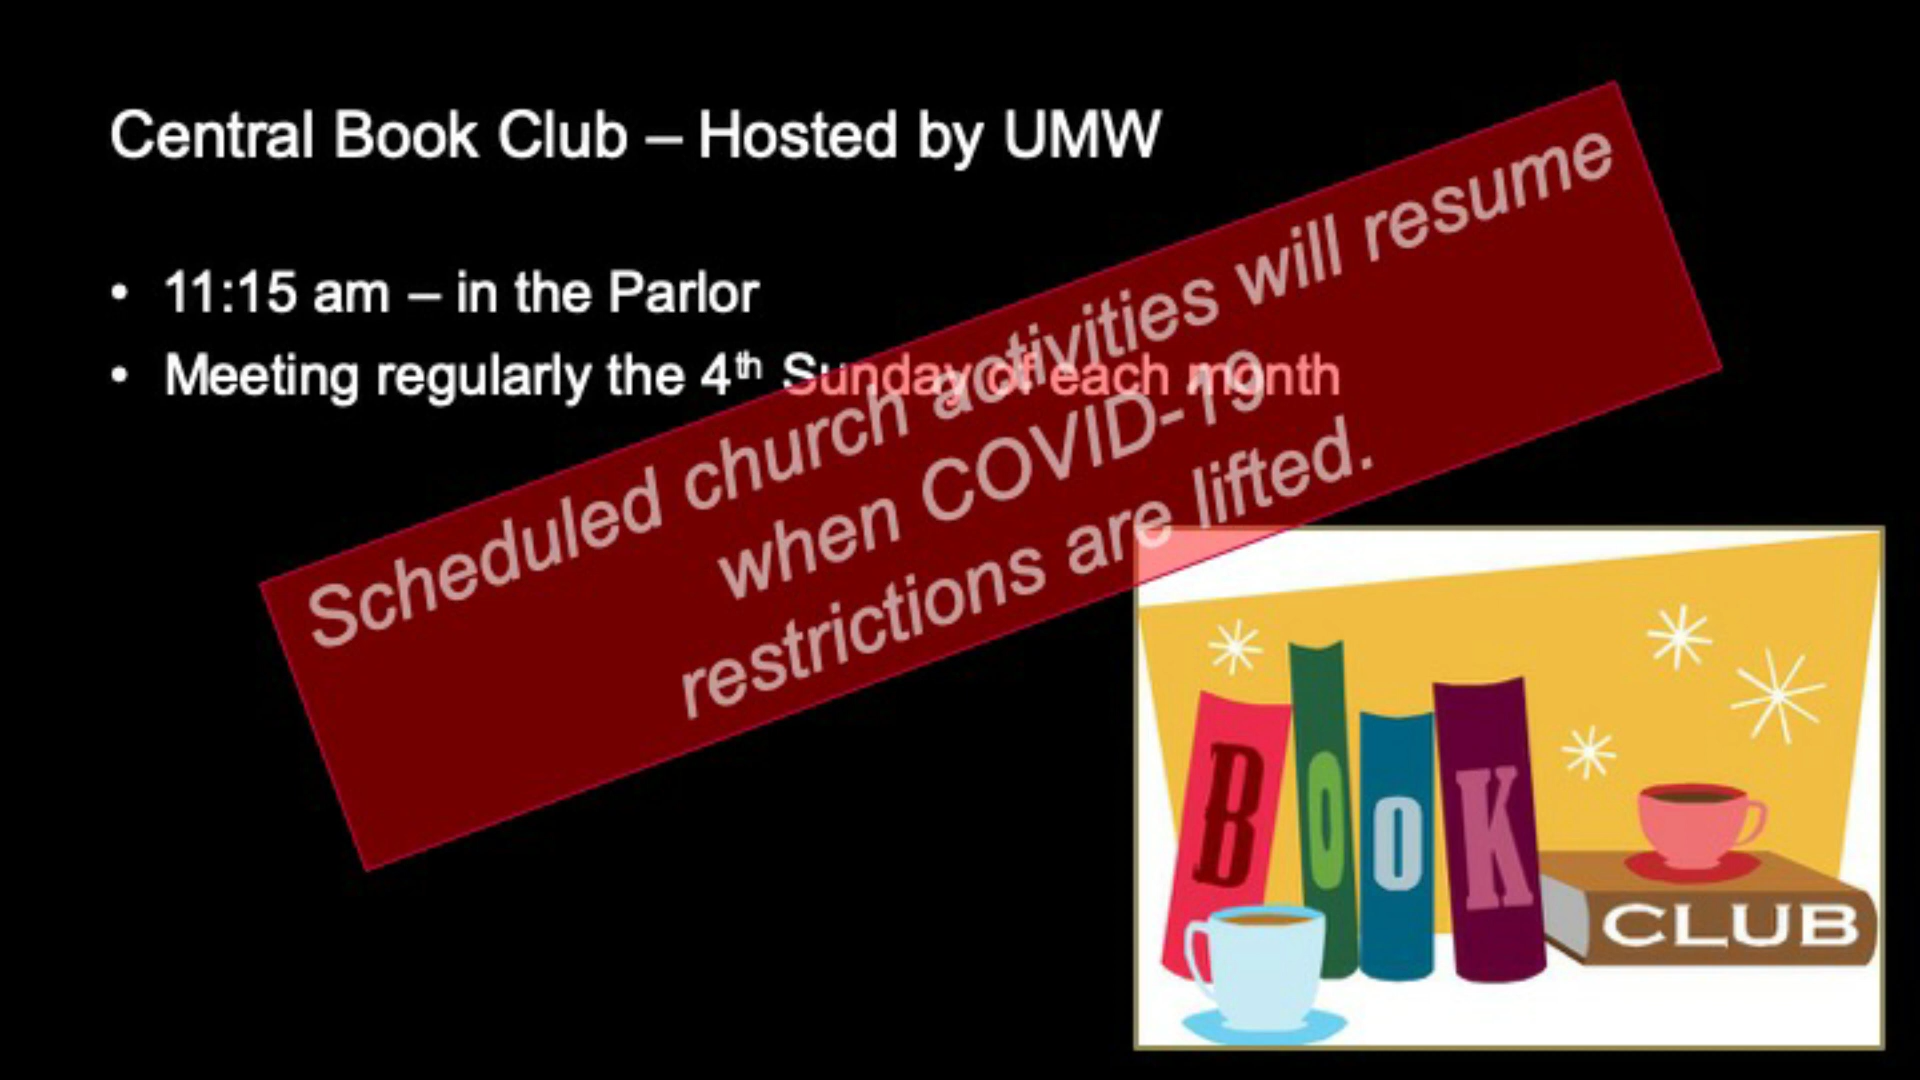 Central Book Club – Hosted by UMW
• 11:15 am – in the Parlor
• Meeting regularly the 4th Sunday of each month
Scheduled church activities will resume
when COVID-19
restrictions are lifted.
BOOK
CLUB